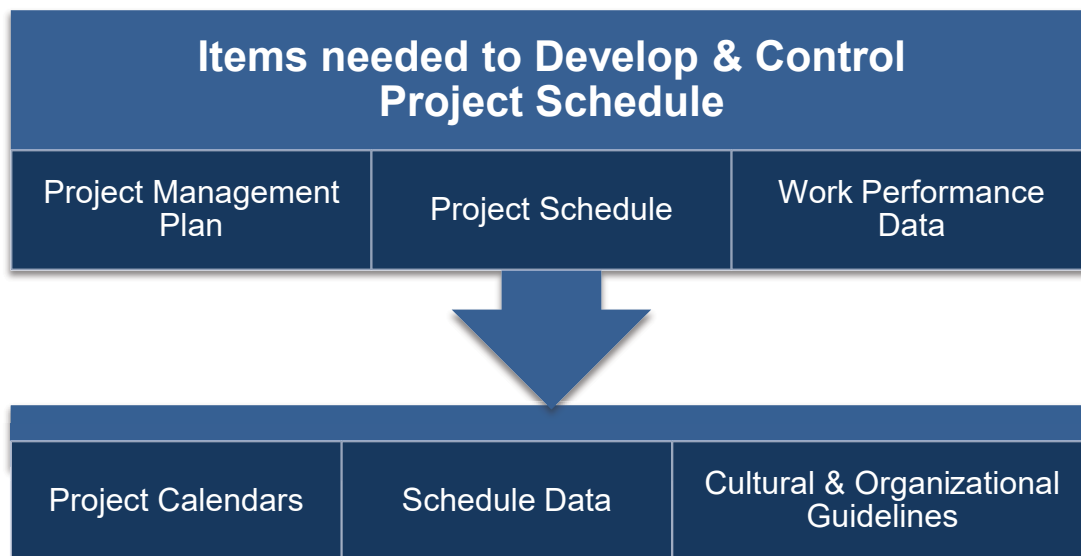 Items needed to Develop & Control
Project Schedule
Project Management
Plan
Project Schedule
Work Performance
Data
Project Calendars
Schedule Data
Cultural & Organizational
Guidelines